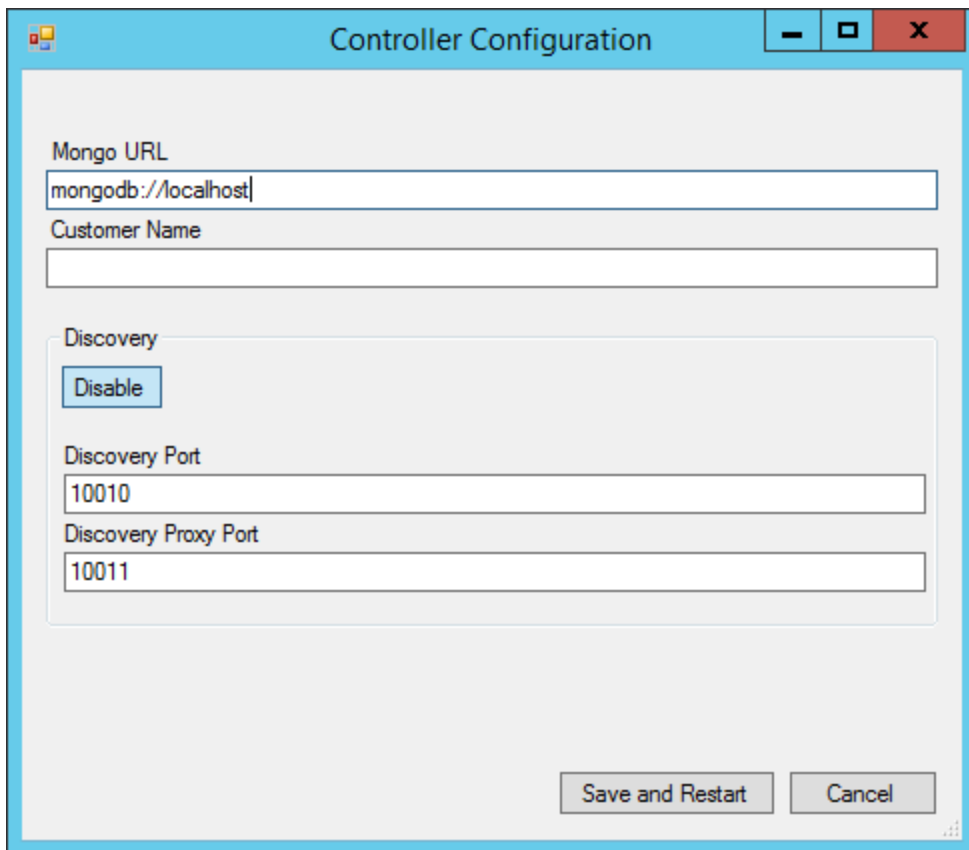 Controller Configuration
Mongo URL
mongodb://localhost
Customer Name
Discovery
Disable
Discovery Port
10010
Discovery Proxy Port
10011
Save and Restart
Cancel